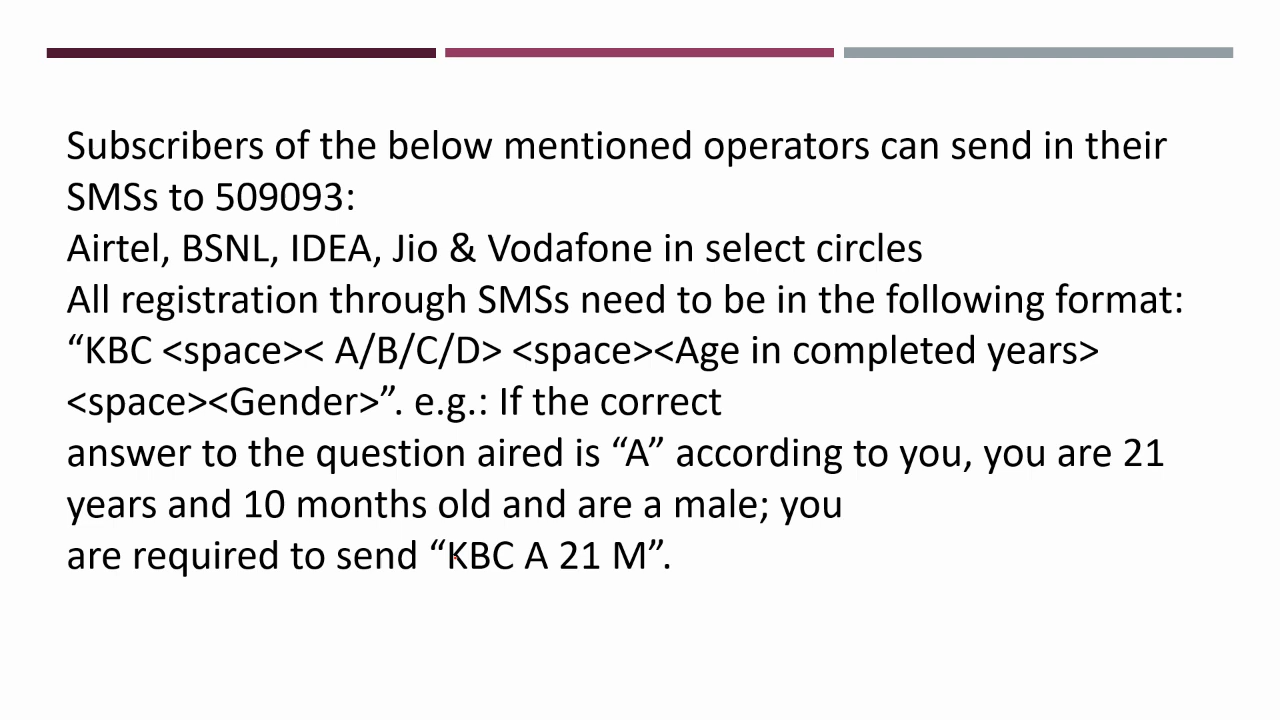 Subscribers of the below mentioned operators can send in their
SMSs to 509093:
Airtel, BSNL, IDEA, Jio & Vodafone in select circles
All registration through SMSs need to be in the following format:
“KBC <space>< A/B/C/D> <space><Age in completed years>
<space><Gender>”. e.g.: If the correct
answer to the question aired is “A” according to you, you are 21
years and 10 months old and are a male; you
are required to send “KBC A 21 M”.